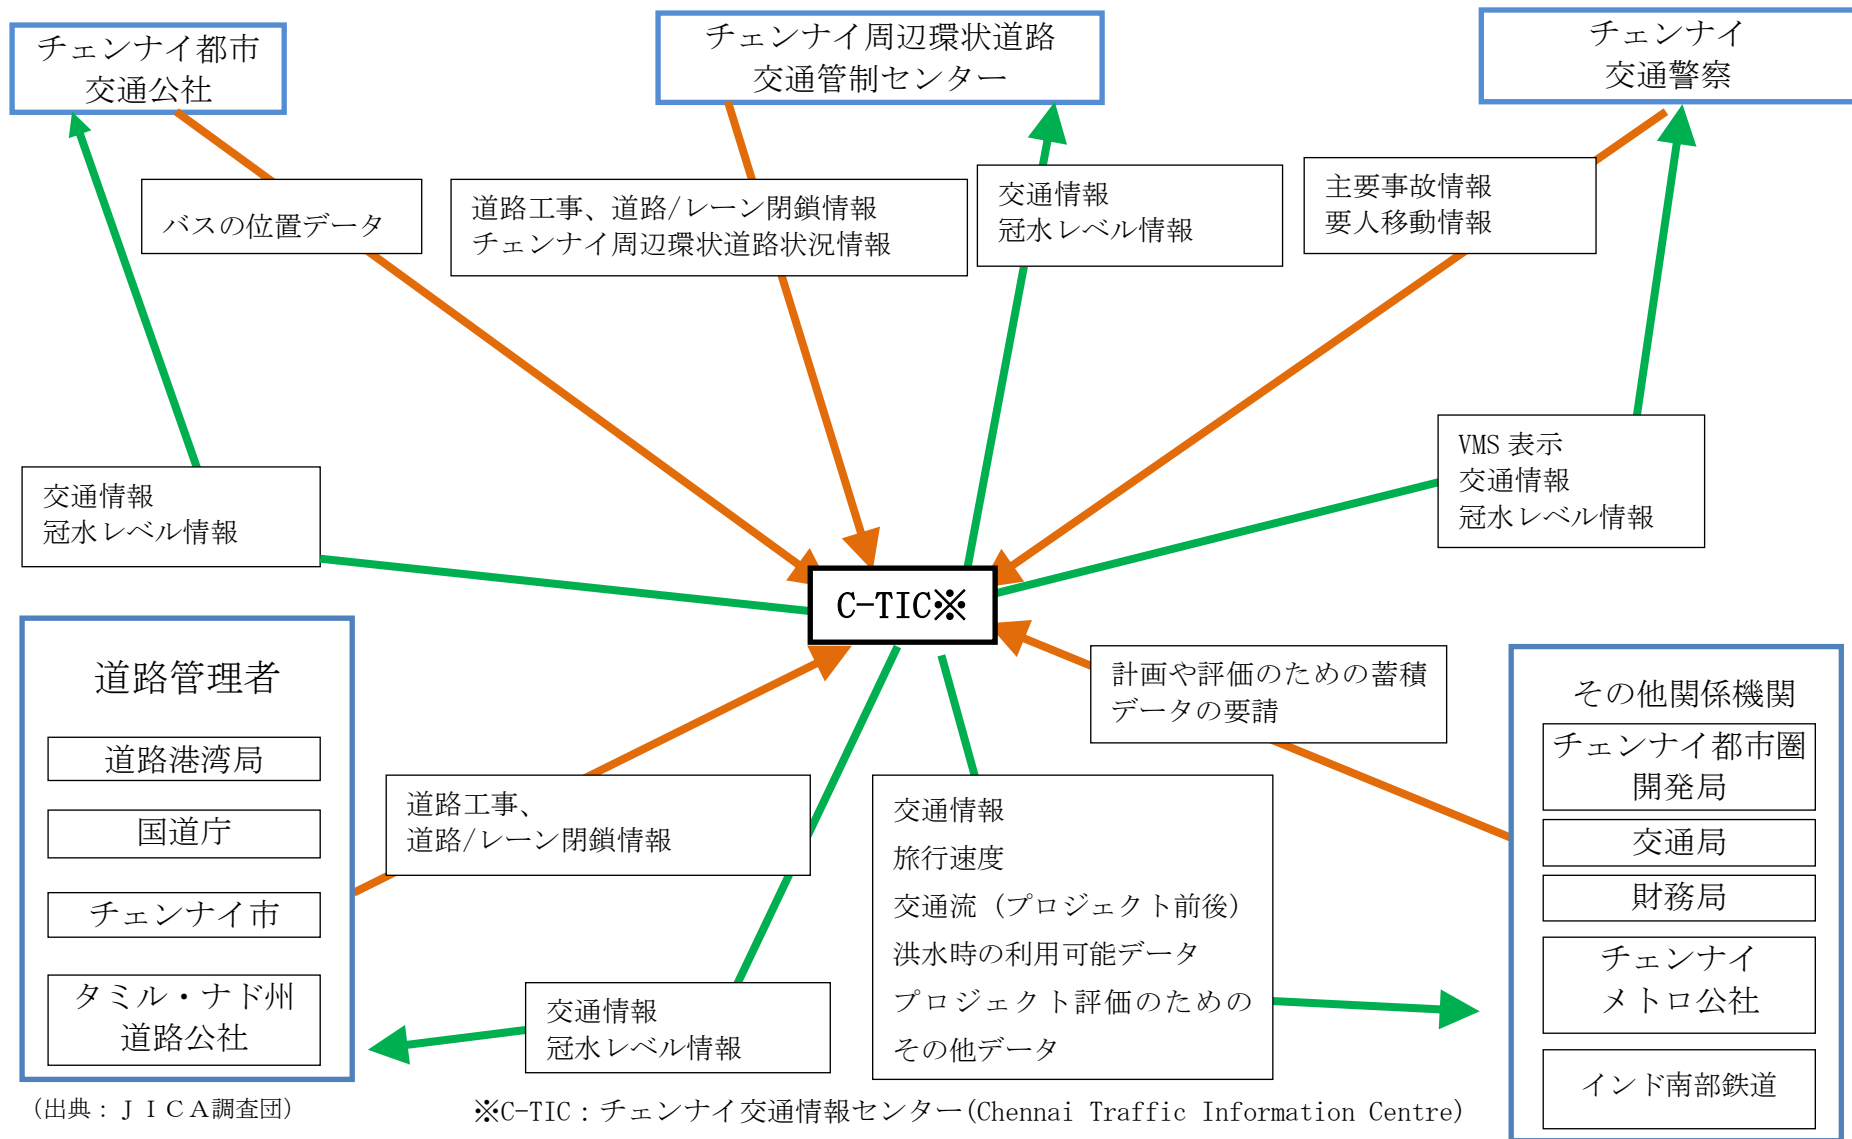 チェンナイ都市
交通公社
チェンナイ周辺環状道路
交通管制センター
チェンナイ
交通警察
バスの位置データ
道路工事、道路/レーン閉鎖情報
チェンナイ周辺環状道路状況情報
交通情報
冠水レベル情報
主要事故情報
要人移動情報
交通情報
冠水レベル情報
VMS 表示
交通情報
冠水レベル情報
C-TIC※
道路管理者
道路港湾局
国道庁
チェンナイ市
タミル・ナド州
道路公社
道路工事、
道路/レーン閉鎖情報
交通情報
冠水レベル情報
交通情報
旅行速度
交通流（プロジェクト前後）
洪水時の利用可能データ
プロジェクト評価のための
その他データ
計画や評価のための蓄積
データの要請
その他関係機関
チェンナイ都市圏
開発局
交通局
財務局
チェンナイ
メトロ公社
インド南部鉄道
（出典：ＪＩＣＡ調査団）
※C-TIC：チェンナイ交通情報センター(Chennai Traffic Information Centre)